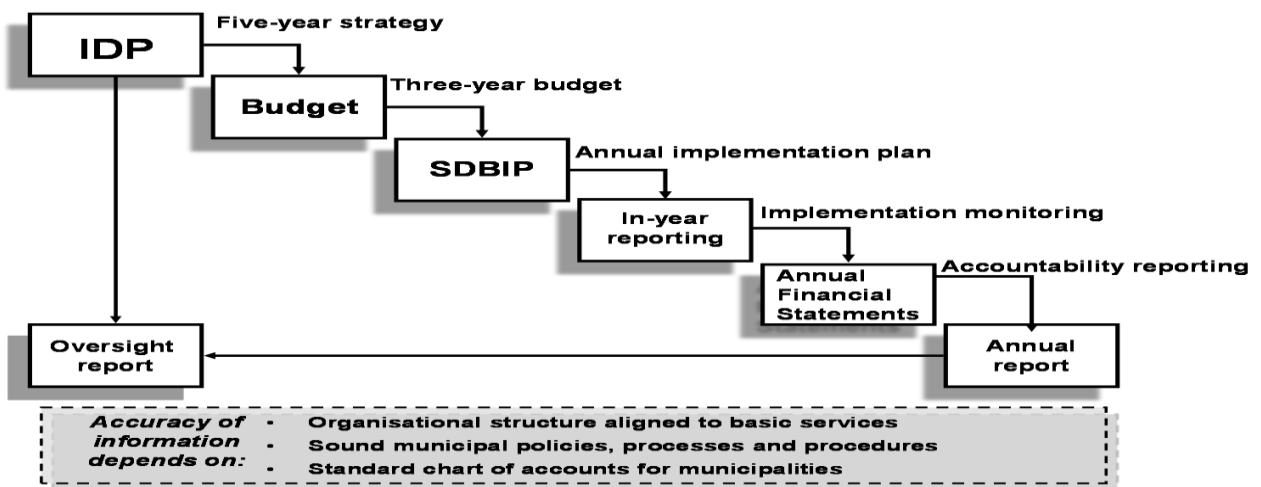 Five-year strategy
IDP
Three-year budget
Budget
Annual implementation plan
SDBIP
In-year
reporting
Implementation monitoring
Annual
Financial
Statements
Accountability reporting
Oversight
report
Annual
report
Accuracy of
information
depends on:
- Organisational structure aligned to basic services
- Sound municipal policies, processes and procedures
- Standard chart of accounts for municipalities